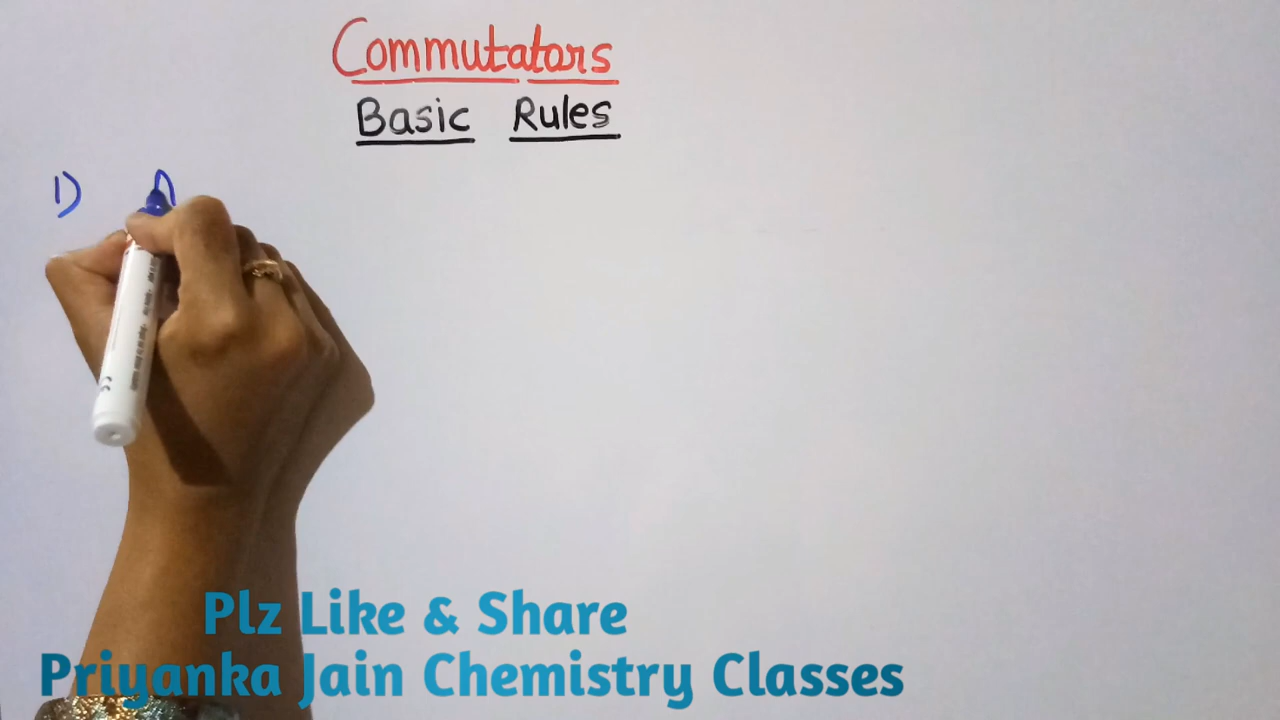 Commutators
Basic Rules
1)
Plz Like & Share
Priyanka Jain Chemistry Classes